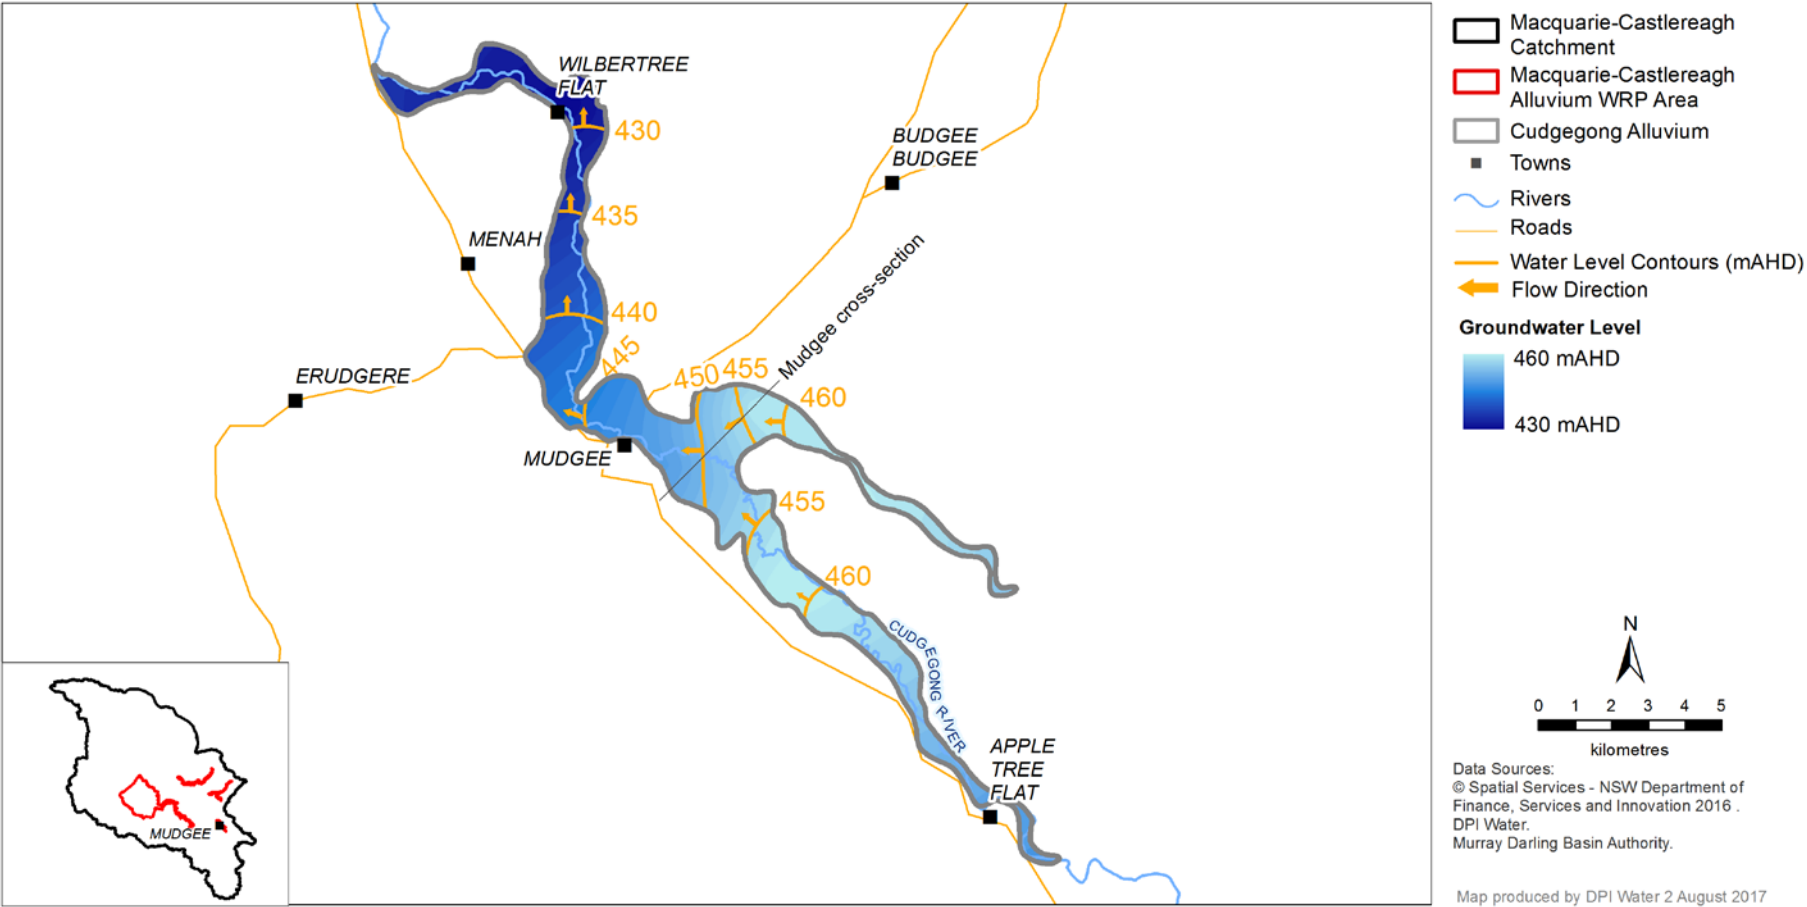 WILBERTREE
FLAT
430
BUDGEE
BUDGEE
435
MENAH
440
445
Mudgee cross-section
ERUDGERE
450
455
460
MUDGEE
455
460
CUDGEGONG RIVER
APPLE
TREE
FLAT
MUDGEE
Macquarie-Castlereagh
Catchment
Macquarie-Castlereagh
Alluvium WRP Area
Cudgegong Alluvium
Towns
Rivers
Roads
Water Level Contours (mAHD)
Flow Direction
Groundwater Level
460 mAHD
430 mAHD
N
0 1 2 3 4 5
kilometres
Data Sources:
© Spatial Services - NSW Department of
Finance, Services and Innovation 2016 .
DPI Water.
Murray Darling Basin Authority.
Map produced by DPI Water 2 August 2017